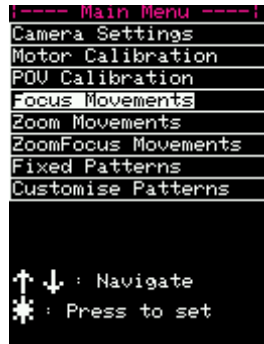 |---- Main Menu ----|
Camera Settings
Motor Calibration
POV Calibration
Focus Movements
Zoom Movements
ZoomFocus Movements
Fixed Patterns
Customise Patterns
↑ ↓ : Navigate
✱ : Press to set